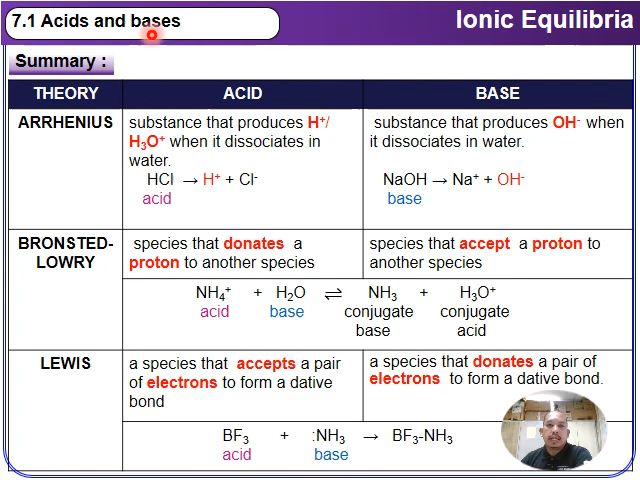 7.1 Acids and bases
Ionic Equilibria
Summary :
THEORY
ACID
BASE
ARRHENIUS
substance that produces H⁺/
H₃O⁺ when it dissociates in
water.
HCl → H⁺ + Cl⁻
acid
substance that produces OH⁻ when
it dissociates in water.
NaOH → Na⁺ + OH⁻
base
BRONSTED-
LOWRY
species that donates a
proton to another species
species that accept a proton to
another species
NH₄⁺ + H₂O ⇌ NH₃ + H₃O⁺
acid base conjugate conjugate
base acid
LEWIS
a species that accepts a pair
of electrons to form a dative
bond
a species that donates a pair of
electrons to form a dative bond.
BF₃ + :NH₃ → BF₃-NH₃
acid base